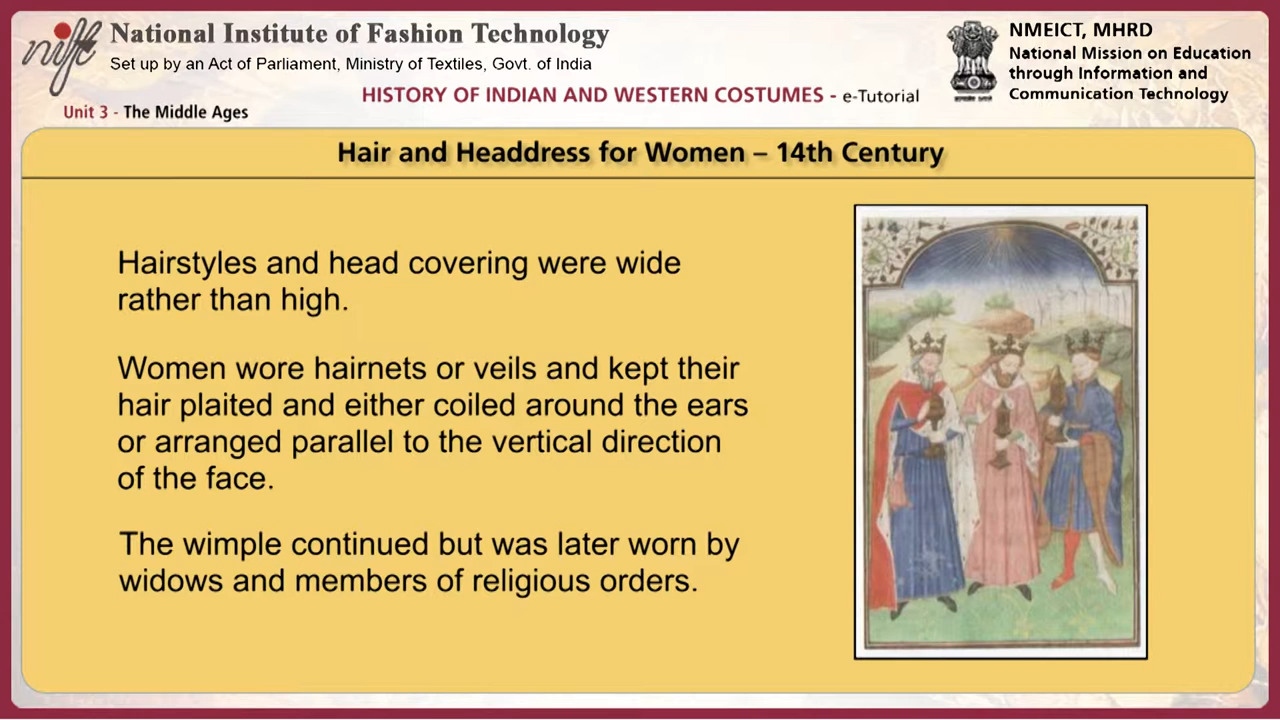 nift
National Institute of Fashion Technology
Set up by an Act of Parliament, Ministry of Textiles, Govt. of India
NMEICT, MHRD
National Mission on Education
through Information and
Communication Technology
HISTORY OF INDIAN AND WESTERN COSTUMES - e-Tutorial
Unit 3 - The Middle Ages
Hair and Headdress for Women – 14th Century
Hairstyles and head covering were wide
rather than high.
Women wore hairnets or veils and kept their
hair plaited and either coiled around the ears
or arranged parallel to the vertical direction
of the face.
The wimple continued but was later worn by
widows and members of religious orders.